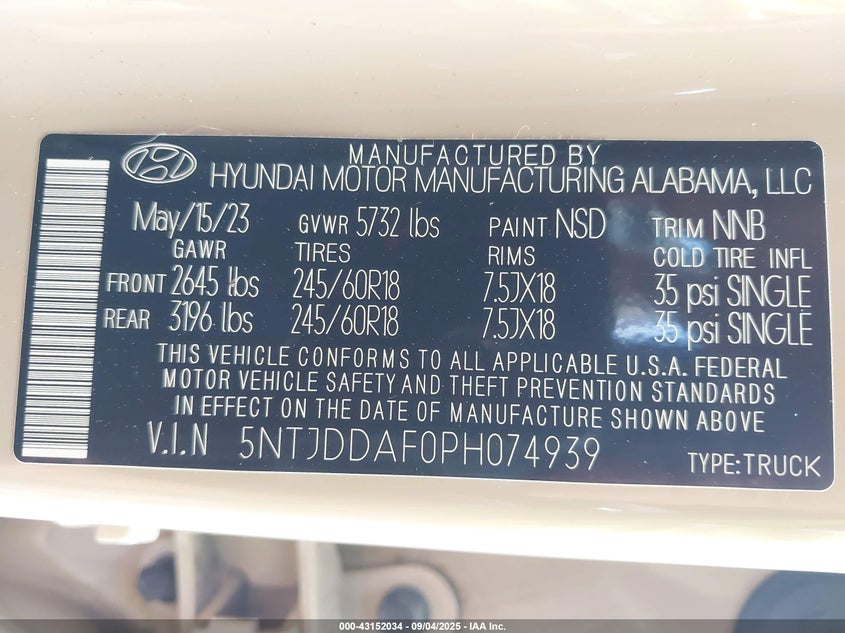 MANUFACTURED BY
HYUNDAI MOTOR MANUFACTURING ALABAMA, LLC
May/15/23 GVWR 5732 lbs PAINT NSD TRIM NNB
GAWR TIRES RIMS COLD TIRE INFL
FRONT 2645 lbs 245/60R18 7.5JX18 35 psi SINGLE
REAR 3196 lbs 245/60R18 7.5JX18 35 psi SINGLE
THIS VEHICLE CONFORMS TO ALL APPLICABLE U.S.A. FEDERAL
MOTOR VEHICLE SAFETY AND THEFT PREVENTION STANDARDS
IN EFFECT ON THE DATE OF MANUFACTURE SHOWN ABOVE
V.I.N 5NTJDDAF0PH074939 TYPE:TRUCK
000-43152034 - 09/04/2025 - IAA Inc.